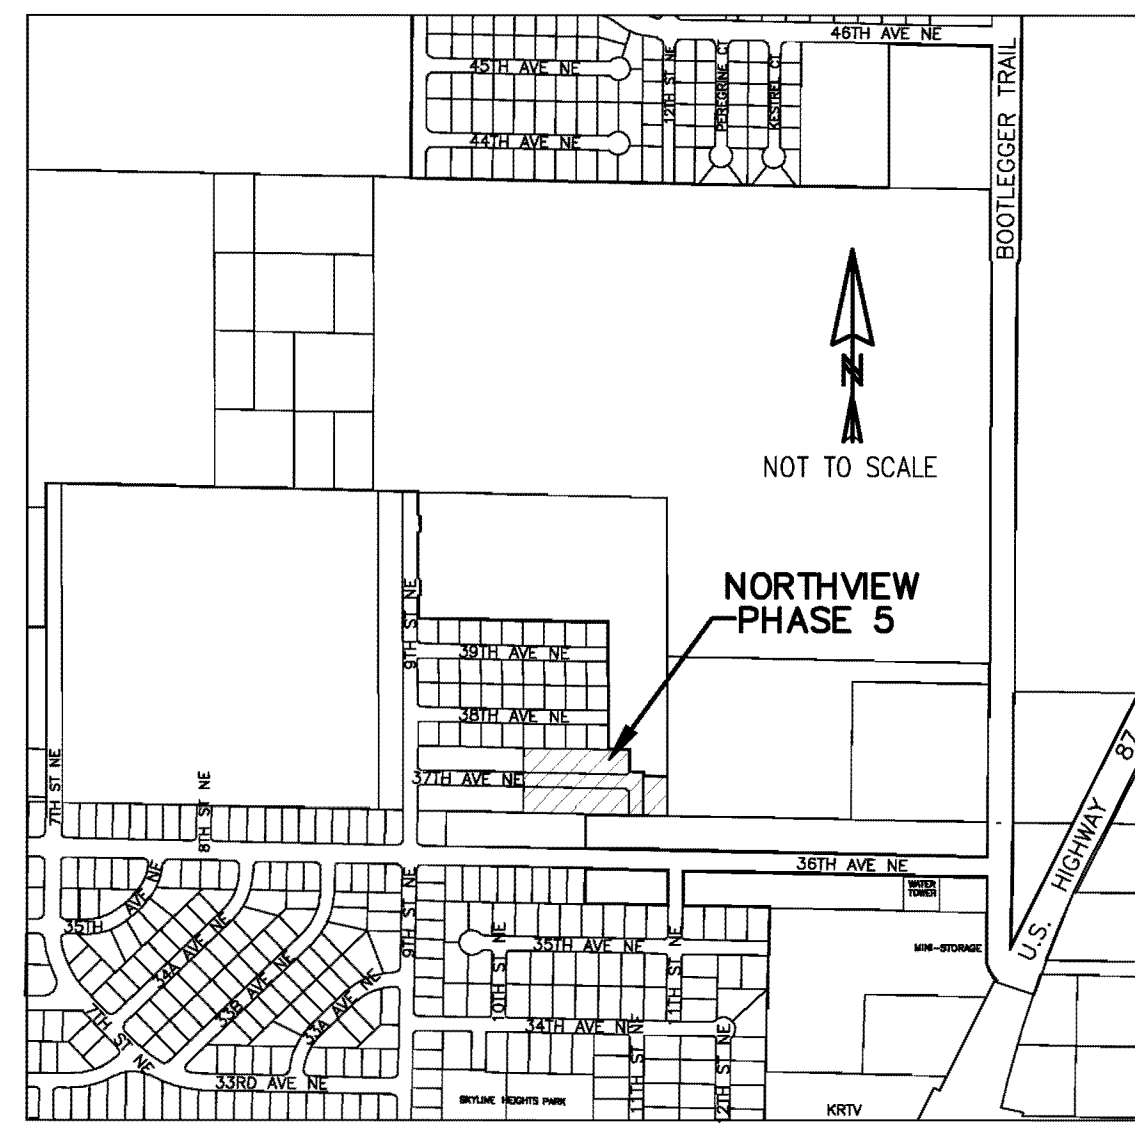 46TH AVE NE
45TH AVE NE
12TH ST NE
PEREGRINE CT
KESTREL CT
BOOTLEGGER TRAIL
44TH AVE NE
N
NOT TO SCALE
NORTHVIEW
PHASE 5
9TH ST NE
39TH AVE NE
38TH AVE NE
37TH AVE NE
7TH ST NE
8TH ST NE
U.S. HIGHWAY 87
36TH AVE NE
WATER
TOWER
MINI-STORAGE
35TH AVE NE
34A AVE NE
33B AVE NE
33A AVE NE
7TH ST NE
33RD AVE NE
9TH ST NE
10TH ST NE
35TH AVE NE
11TH ST NE
34TH AVE NE
11TH ST NE
12TH ST NE
SKYLINE HEIGHTS PARK
KRTV